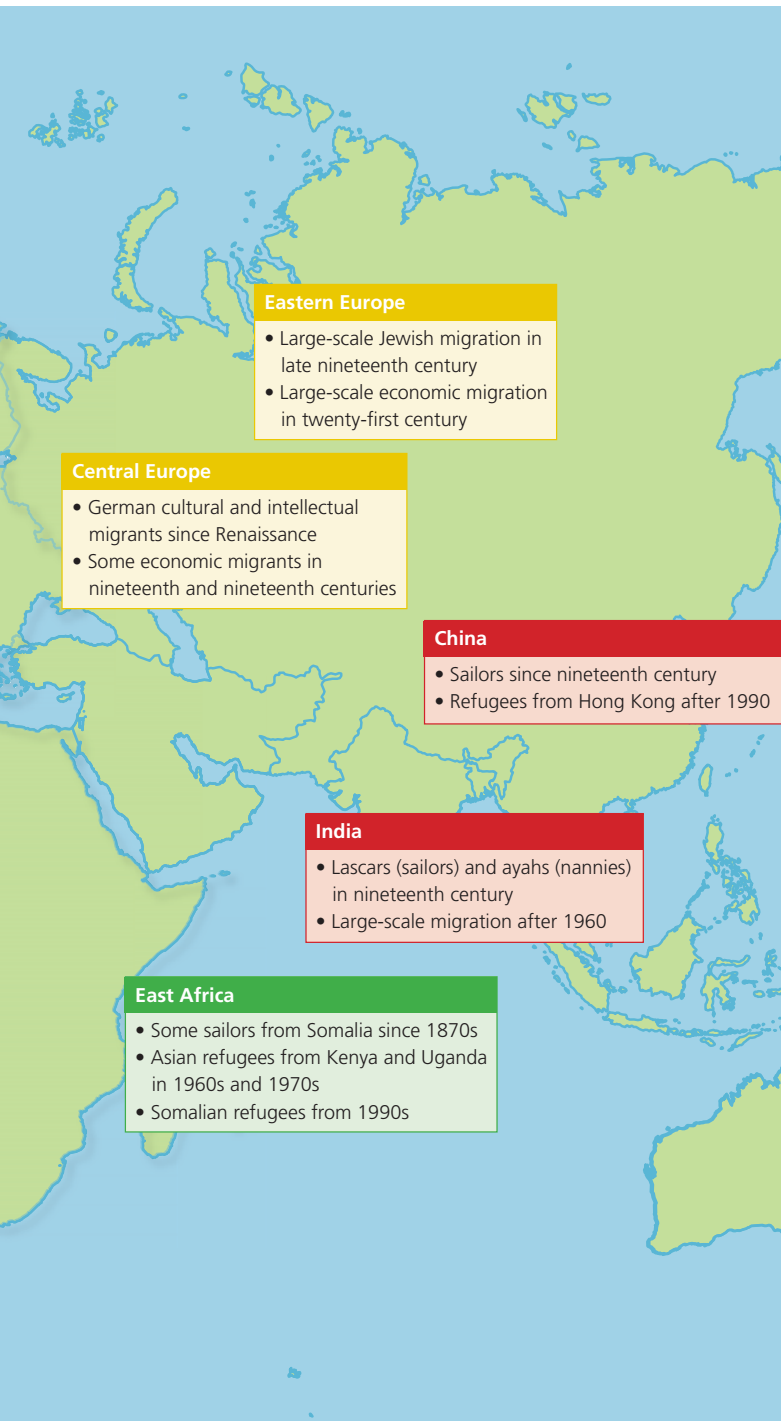 Eastern Europe
• Large-scale Jewish migration in
late nineteenth century
• Large-scale economic migration
in twenty-first century
Central Europe
• German cultural and intellectual
migrants since Renaissance
• Some economic migrants in
nineteenth and nineteenth centuries
China
• Sailors since nineteenth century
• Refugees from Hong Kong after 1990
India
• Lascars (sailors) and ayahs (nannies)
in nineteenth century
• Large-scale migration after 1960
East Africa
• Some sailors from Somalia since 1870s
• Asian refugees from Kenya and Uganda
in 1960s and 1970s
• Somalian refugees from 1990s